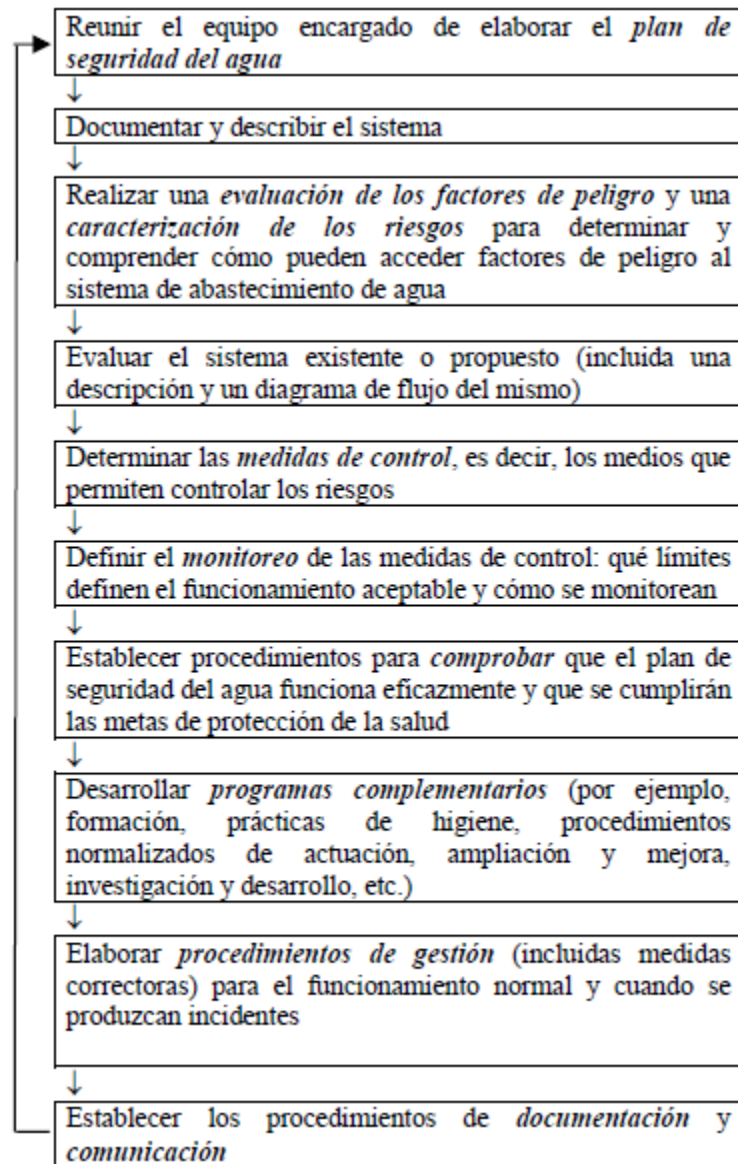 Reunir el equipo encargado de elaborar el plan de
seguridad del agua
↓
Documentar y describir el sistema
↓
Realizar una evaluación de los factores de peligro y una
caracterización de los riesgos para determinar y
comprender cómo pueden acceder factores de peligro al
sistema de abastecimiento de agua
↓
Evaluar el sistema existente o propuesto (incluida una
descripción y un diagrama de flujo del mismo)
↓
Determinar las medidas de control, es decir, los medios que
permiten controlar los riesgos
↓
Definir el monitoreo de las medidas de control: qué límites
definen el funcionamiento aceptable y cómo se monitorean
↓
Establecer procedimientos para comprobar que el plan de
seguridad del agua funciona eficazmente y que se cumplirán
las metas de protección de la salud
↓
Desarrollar programas complementarios (por ejemplo,
formación, prácticas de higiene, procedimientos
normalizados de actuación, ampliación y mejora,
investigación y desarrollo, etc.)
↓
Elaborar procedimientos de gestión (incluidas medidas
correctoras) para el funcionamiento normal y cuando se
produzcan incidentes
↓
Establecer los procedimientos de documentación y
comunicación